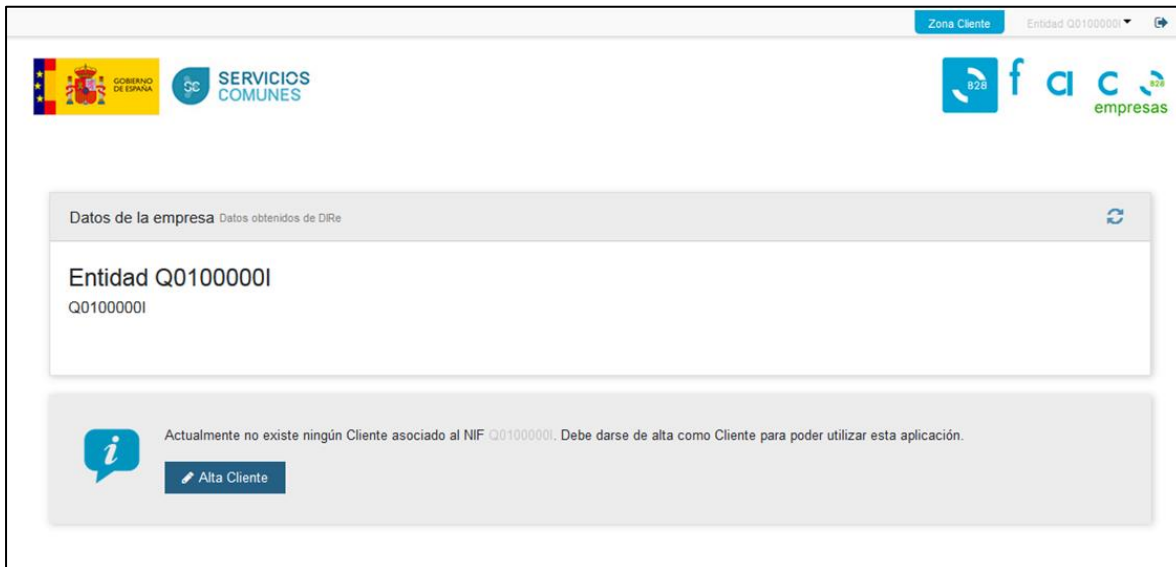 Zona Cliente Entidad Q0100000I
GOBIERNO
DE ESPAÑA
SERVICIOS
COMUNES
sc
B2B
f a c B2B
empresas
Datos de la empresa Datos obtenidos de DIRe
Entidad Q0100000I
Q0100000I
i
Actualmente no existe ningún Cliente asociado al NIF Q0100000I. Debe darse de alta como Cliente para poder utilizar esta aplicación.
Alta Cliente